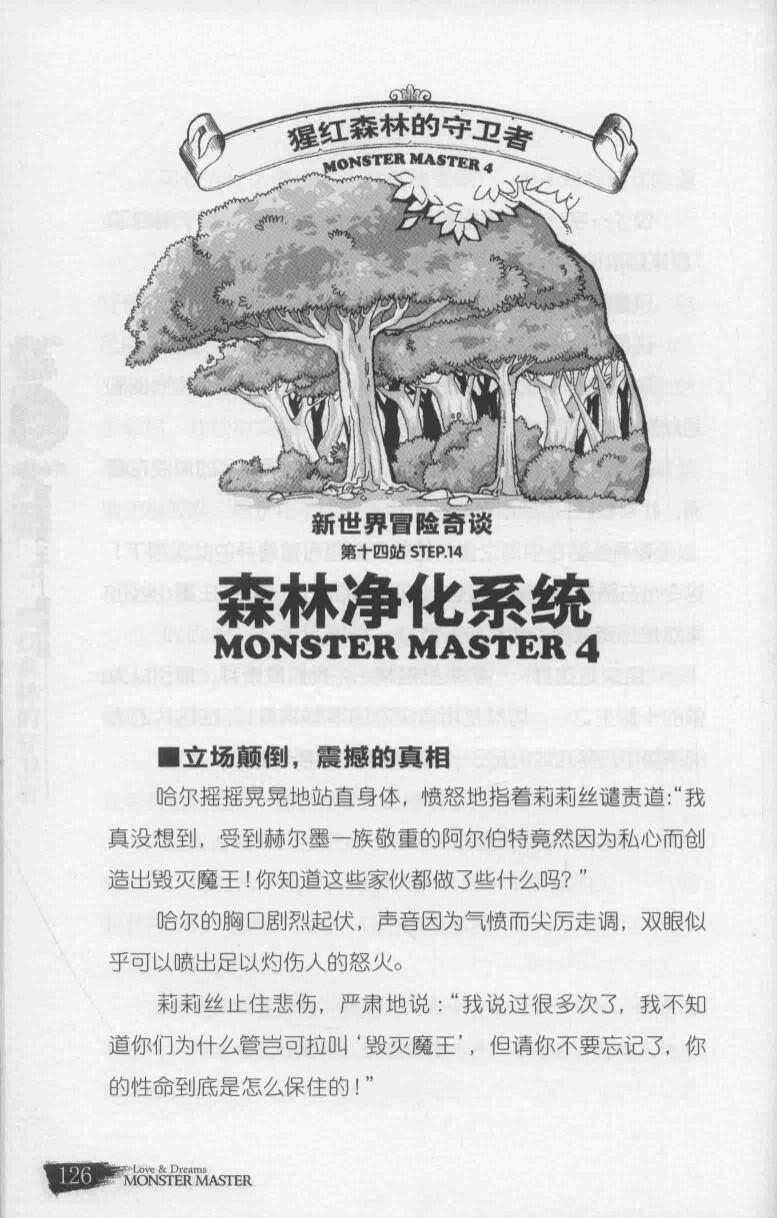 猩红森林的守卫者
MONSTER MASTER 4
新世界冒险奇谈
第十四站 STEP.14
森林净化系统
MONSTER MASTER 4
■立场颠倒，震撼的真相
哈尔摇摇晃晃地站直身体，愤怒地指着莉莉丝谴责道：“我
真没想到，受到赫尔墨一族敬重的阿尔伯特竟然因为私心而创
造出毁灭魔王！你知道这些家伙都做了些什么吗？”
哈尔的胸口剧烈起伏，声音因为气愤而尖厉走调，双眼似
乎可以喷出足以灼伤人的怒火。
莉莉丝止住悲伤，严肃地说：“我说过很多次了，我不知
道你们为什么管岂可拉叫‘毁灭魔王’，但请你不要忘记了，你
的性命到底是怎么保住的！”
126
Love & Dreams
MONSTER MASTER